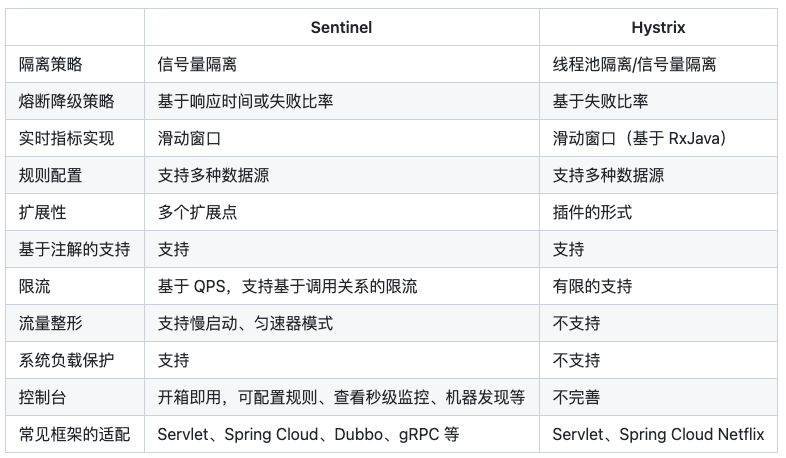 Sentinel Hystrix
隔离策略 信号量隔离 线程池隔离/信号量隔离
熔断降级策略 基于响应时间或失败比率 基于失败比率
实时指标实现 滑动窗口 滑动窗口（基于 RxJava）
规则配置 支持多种数据源 支持多种数据源
扩展性 多个扩展点 插件的形式
基于注解的支持 支持 支持
限流 基于 QPS，支持基于调用关系的限流 有限的支持
流量整形 支持慢启动、匀速器模式 不支持
系统负载保护 支持 不支持
控制台 开箱即用，可配置规则、查看秒级监控、机器发现等 不完善
常见框架的适配 Servlet、Spring Cloud、Dubbo、gRPC 等 Servlet、Spring Cloud Netflix